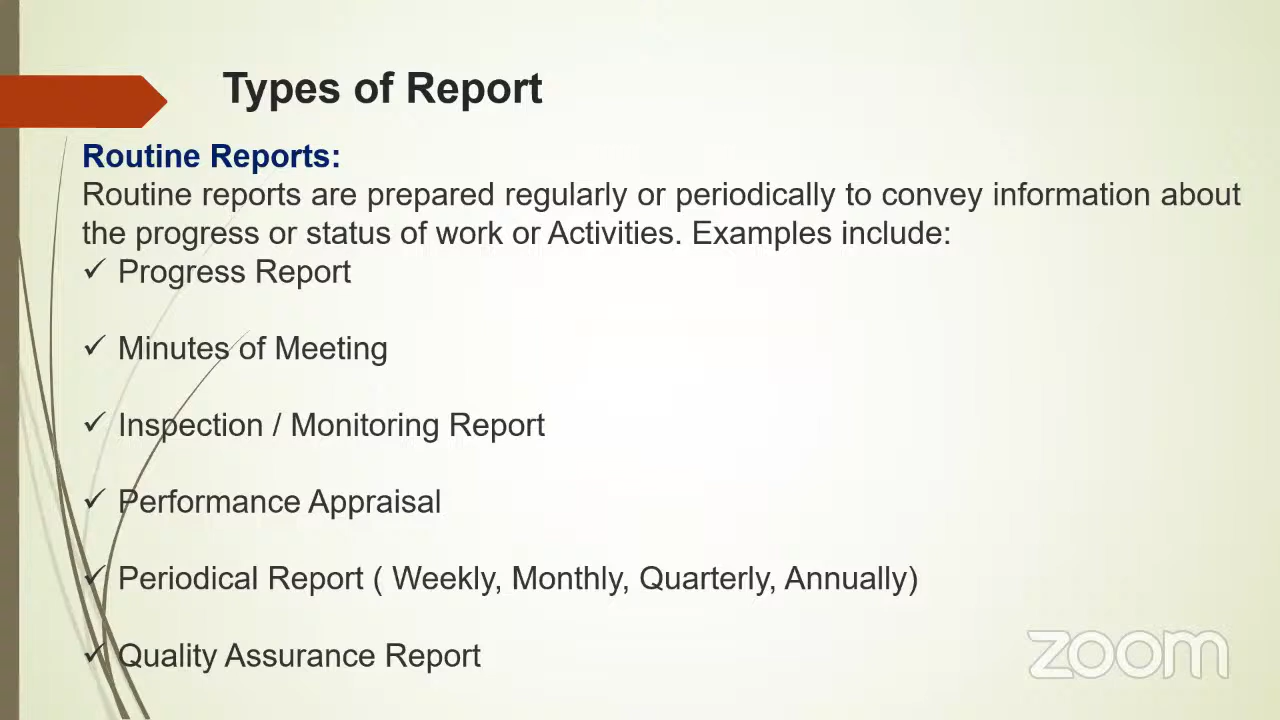 Types of Report
Routine Reports:
Routine reports are prepared regularly or periodically to convey information about
the progress or status of work or Activities. Examples include:
✓ Progress Report
✓ Minutes of Meeting
✓ Inspection / Monitoring Report
✓ Performance Appraisal
✓ Periodical Report ( Weekly, Monthly, Quarterly, Annually)
✓ Quality Assurance Report
zoom